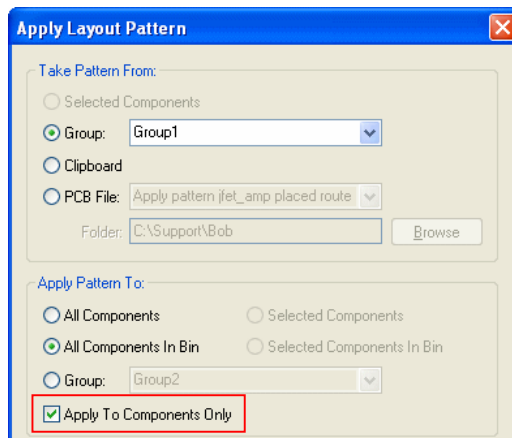 Apply Layout Pattern
Take Pattern From:
Selected Components
Group: Group1
Clipboard
PCB File: Apply pattern jfet_amp placed route
Folder: C:\Support\Bob Browse
Apply Pattern To:
All Components Selected Components
All Components In Bin Selected Components In Bin
Group: Group2
Apply To Components Only